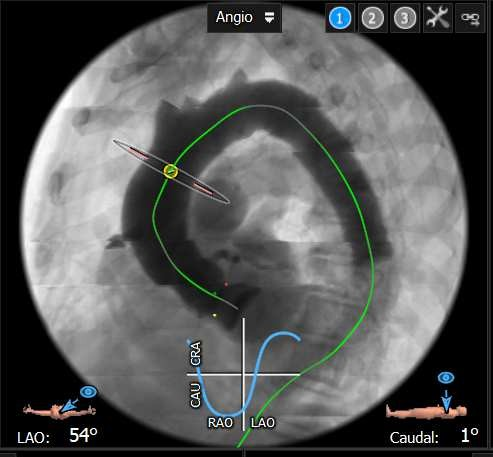 Angio
1 2 3
CRA
CAU
RAO LAO
LAO: 54°
Caudal: 1°